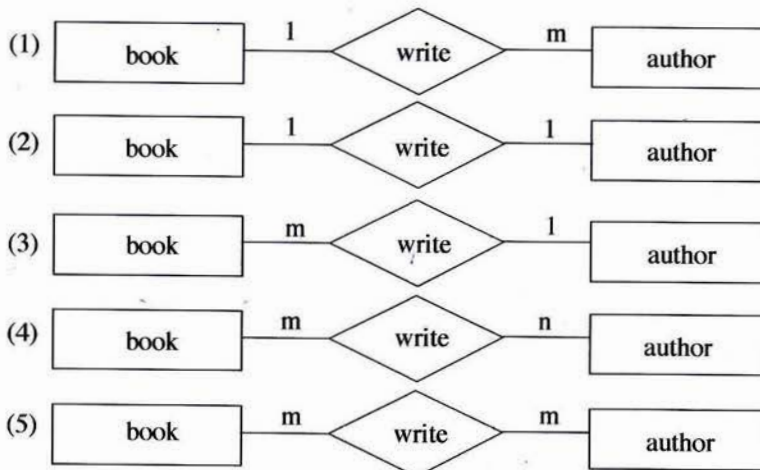 (1) book 1 write m author
(2) book 1 write 1 author
(3) book m write 1 author
(4) book m write n author
(5) book m write m author